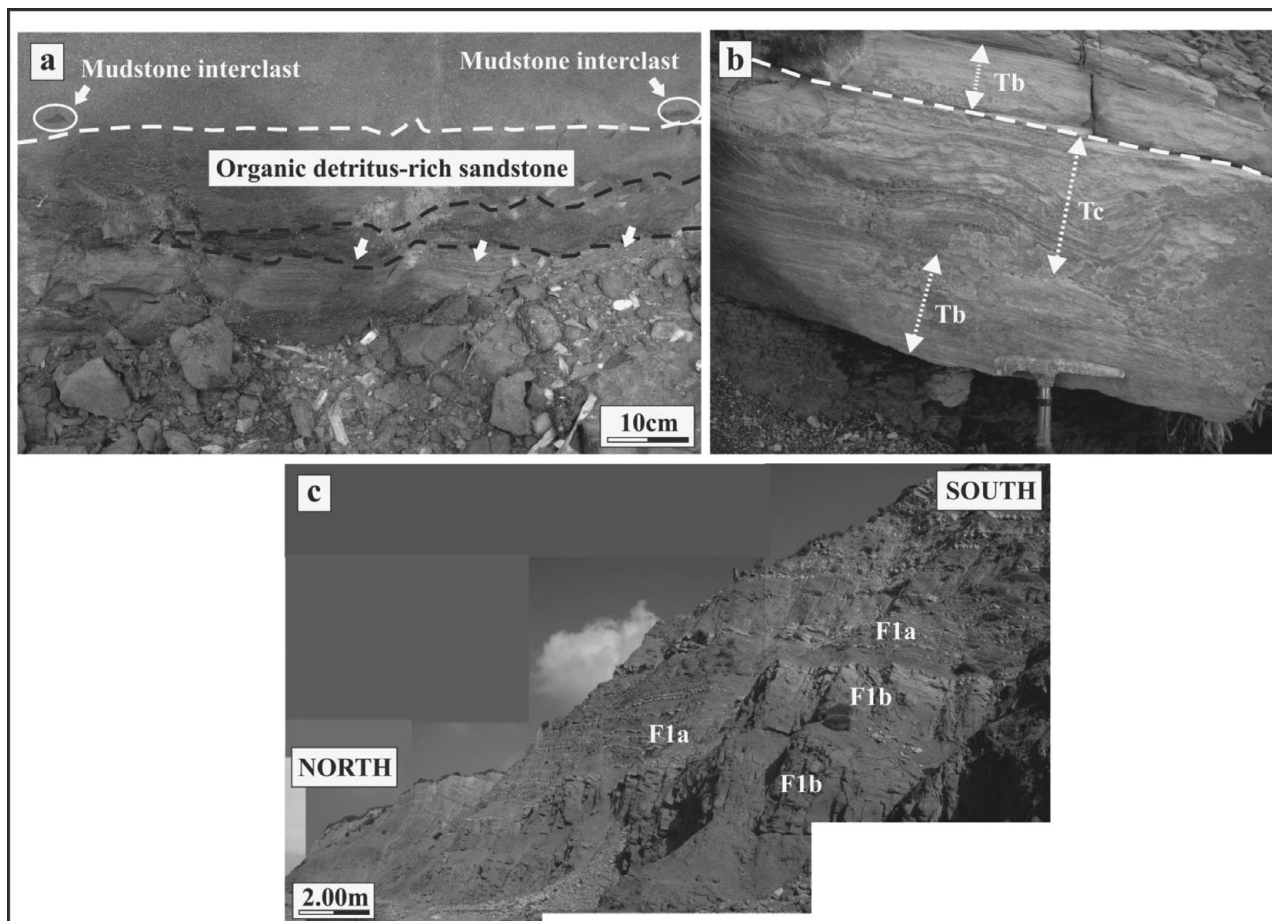 a
Mudstone interclast
Mudstone interclast
Organic detritus-rich sandstone
10cm
b
Tb
Tc
Tb
c
SOUTH
F1a
F1b
F1a
NORTH
F1b
2.00m